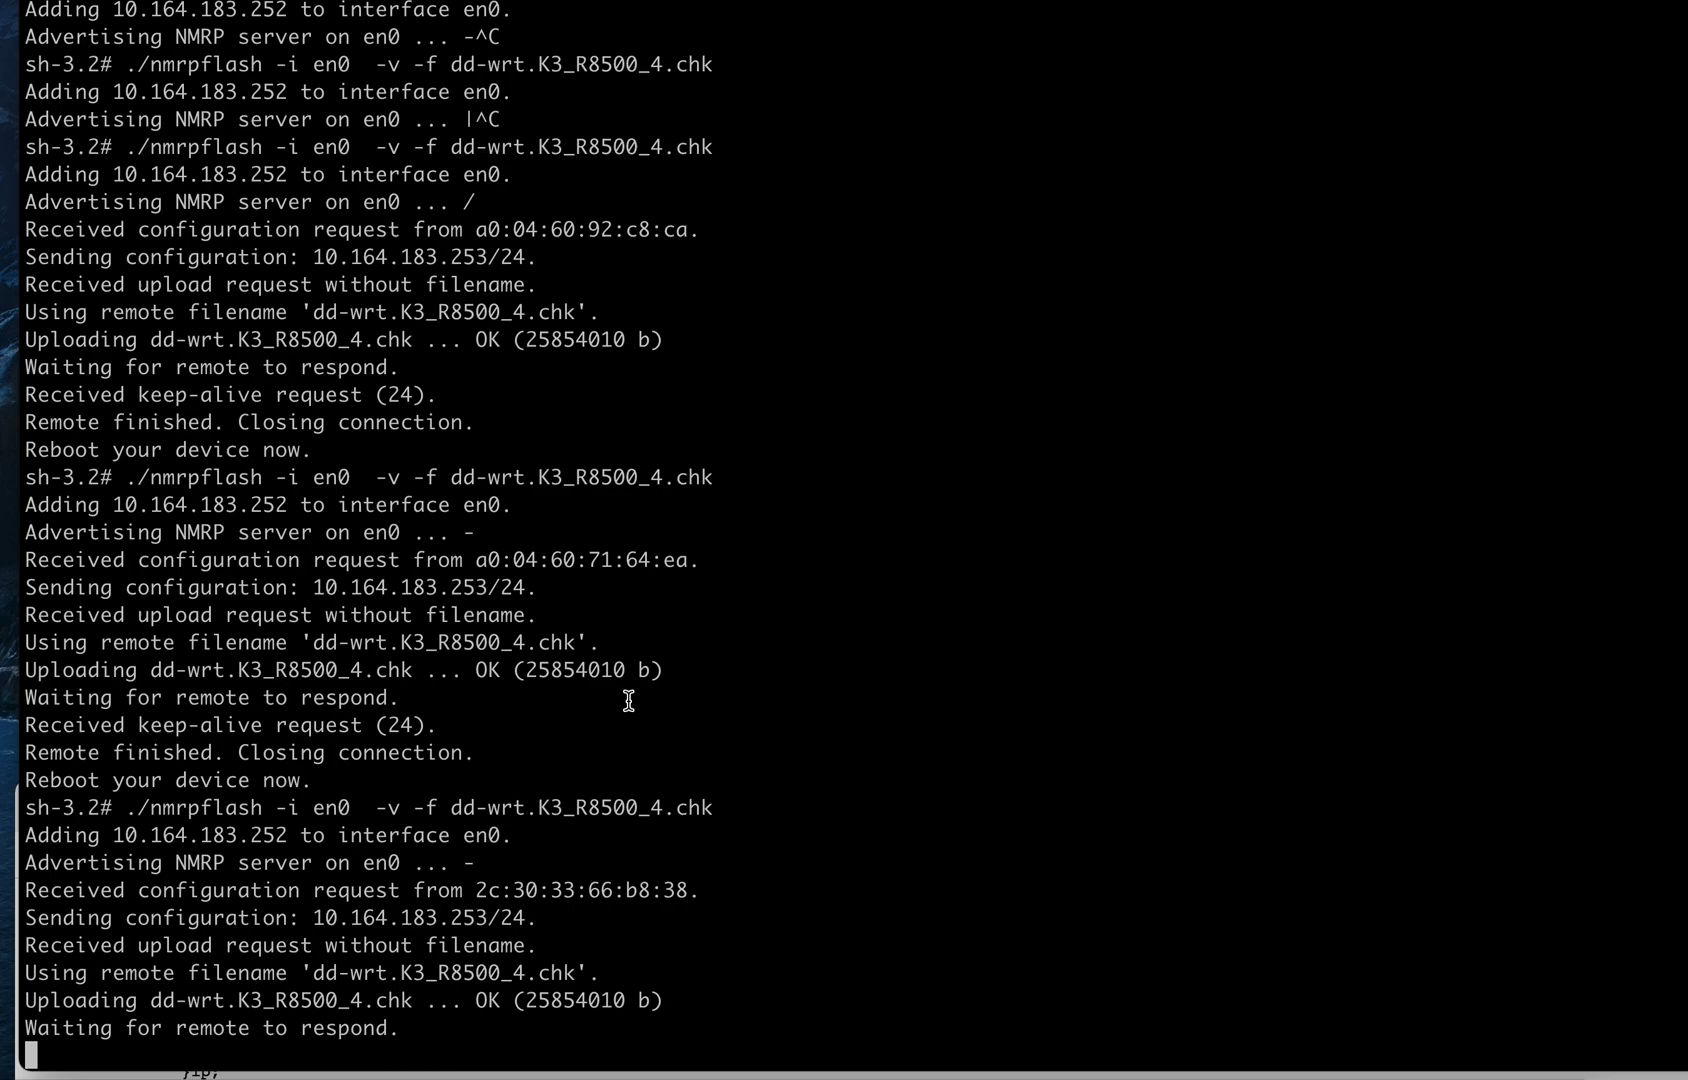 Adding 10.164.183.252 to interface en0.
Advertising NMRP server on en0 ... -^C
sh-3.2# ./nmrpflash -i en0  -v -f dd-wrt.K3_R8500_4.chk
Adding 10.164.183.252 to interface en0.
Advertising NMRP server on en0 ... |^C
sh-3.2# ./nmrpflash -i en0  -v -f dd-wrt.K3_R8500_4.chk
Adding 10.164.183.252 to interface en0.
Advertising NMRP server on en0 ... /
Received configuration request from a0:04:60:92:c8:ca.
Sending configuration: 10.164.183.253/24.
Received upload request without filename.
Using remote filename 'dd-wrt.K3_R8500_4.chk'.
Uploading dd-wrt.K3_R8500_4.chk ... OK (25854010 b)
Waiting for remote to respond.
Received keep-alive request (24).
Remote finished. Closing connection.
Reboot your device now.
sh-3.2# ./nmrpflash -i en0  -v -f dd-wrt.K3_R8500_4.chk
Adding 10.164.183.252 to interface en0.
Advertising NMRP server on en0 ... -
Received configuration request from a0:04:60:71:64:ea.
Sending configuration: 10.164.183.253/24.
Received upload request without filename.
Using remote filename 'dd-wrt.K3_R8500_4.chk'.
Uploading dd-wrt.K3_R8500_4.chk ... OK (25854010 b)
Waiting for remote to respond.
Received keep-alive request (24).
Remote finished. Closing connection.
Reboot your device now.
sh-3.2# ./nmrpflash -i en0  -v -f dd-wrt.K3_R8500_4.chk
Adding 10.164.183.252 to interface en0.
Advertising NMRP server on en0 ... -
Received configuration request from 2c:30:33:66:b8:38.
Sending configuration: 10.164.183.253/24.
Received upload request without filename.
Using remote filename 'dd-wrt.K3_R8500_4.chk'.
Uploading dd-wrt.K3_R8500_4.chk ... OK (25854010 b)
Waiting for remote to respond.